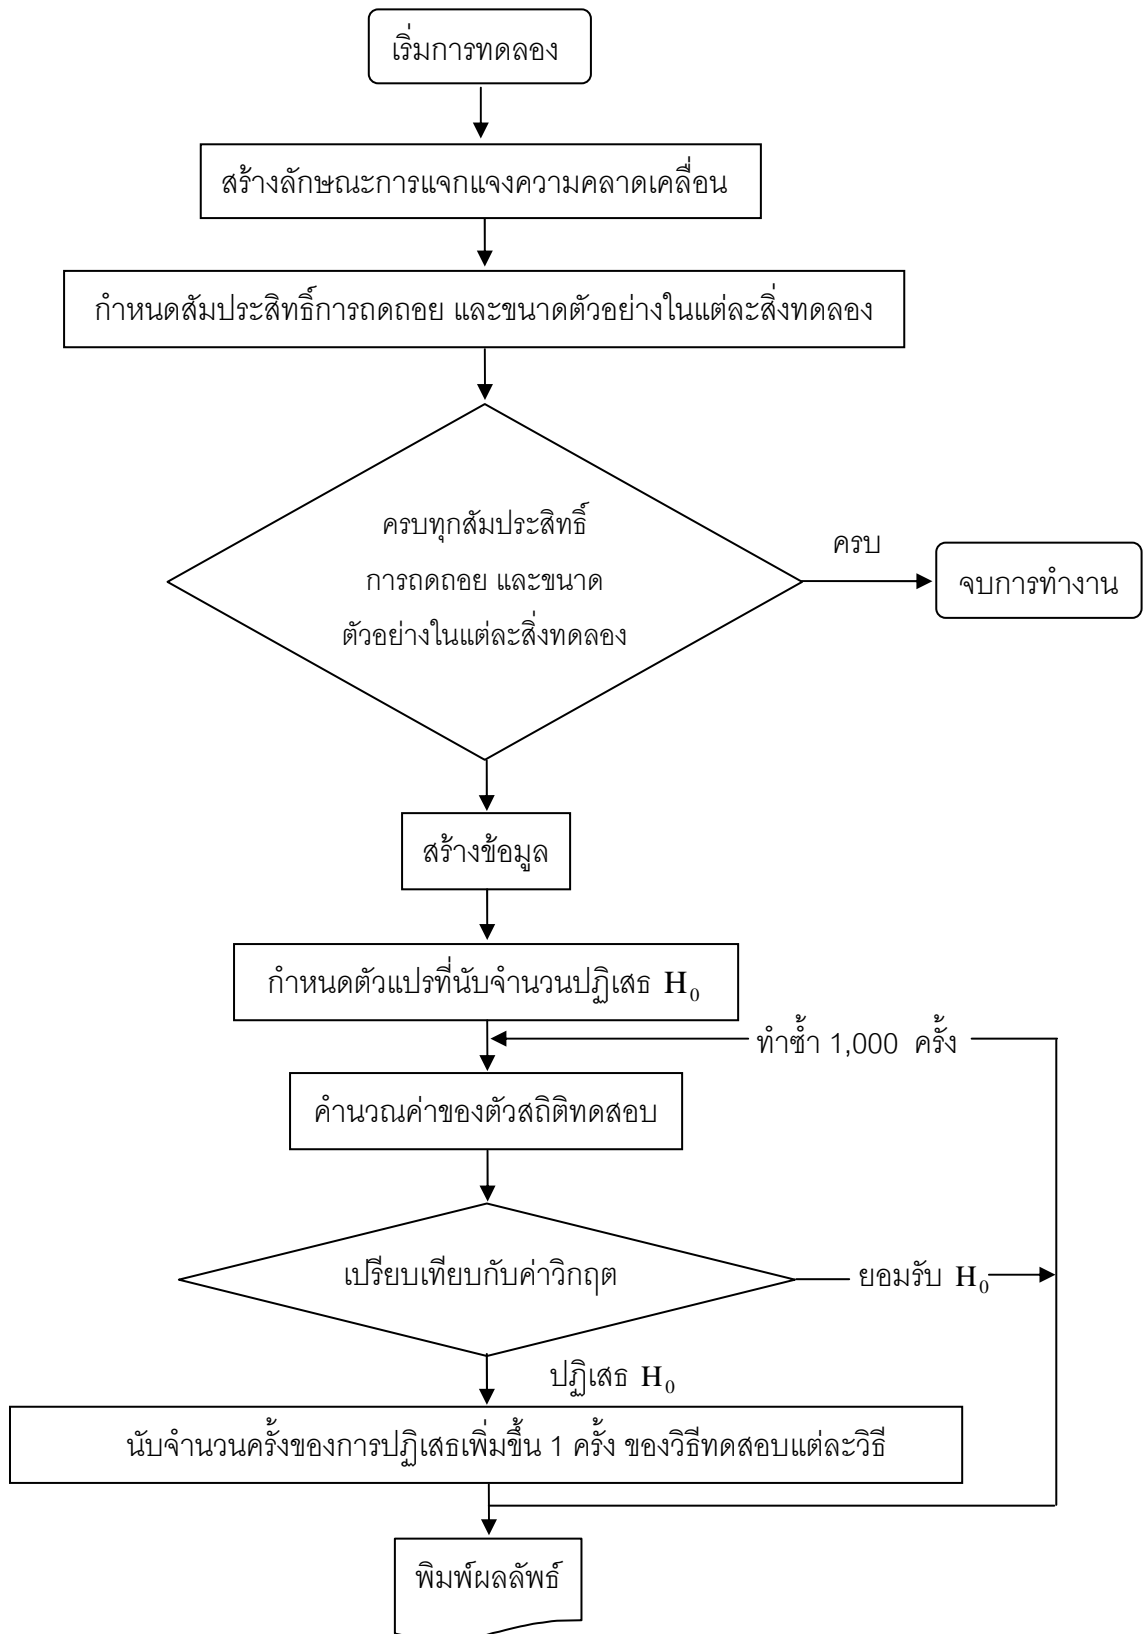 เริ่มการทดลอง
สร้างลักษณะการแจกแจงความคลาดเคลื่อน
กำหนดสัมประสิทธิ์การถดถอย และขนาดตัวอย่างในแต่ละสิ่งทดลอง
ครบทุกสัมประสิทธิ์
การถดถอย และขนาด
ตัวอย่างในแต่ละสิ่งทดลอง
ครบ
จบการทำงาน
สร้างข้อมูล
กำหนดตัวแปรที่นับจำนวนปฏิเสธ H₀
ทำซ้ำ 1,000 ครั้ง
คำนวณค่าของตัวสถิติทดสอบ
เปรียบเทียบกับค่าวิกฤต
ยอมรับ H₀
ปฏิเสธ H₀
นับจำนวนครั้งของการปฏิเสธเพิ่มขึ้น 1 ครั้ง ของวิธีทดสอบแต่ละวิธี
พิมพ์ผลลัพธ์